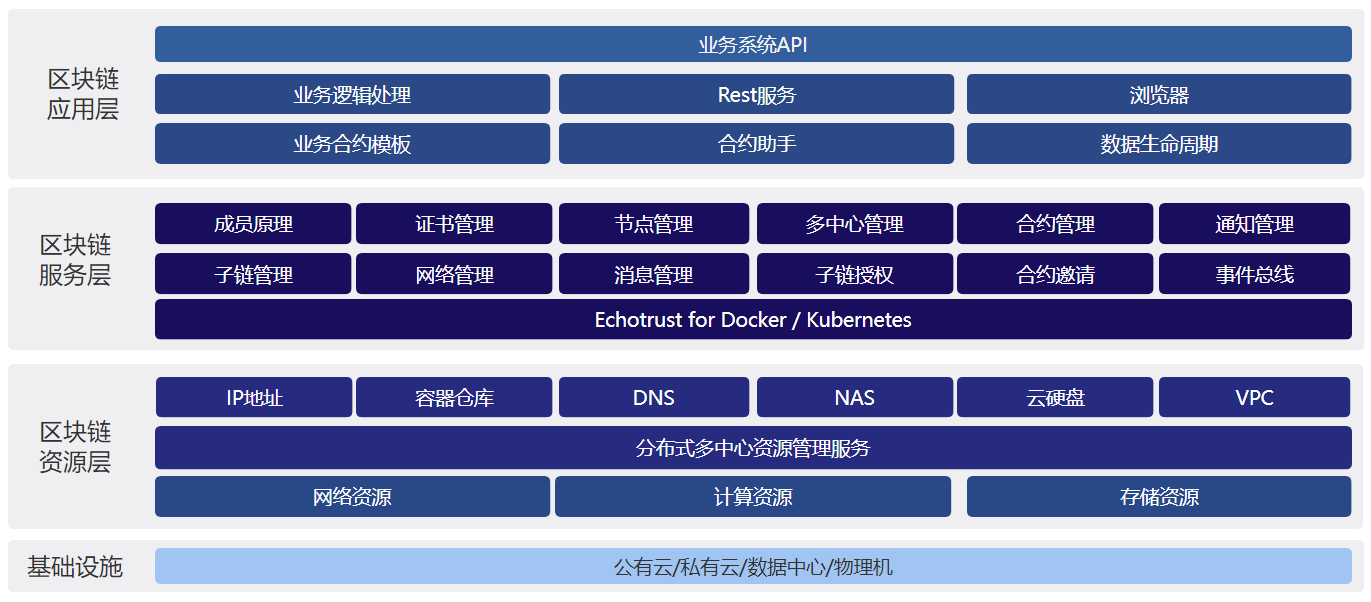 区块链
应用层
业务系统API
业务逻辑处理
Rest服务
浏览器
业务合约模板
合约助手
数据生命周期
区块链
服务层
成员原理
证书管理
节点管理
多中心管理
合约管理
通知管理
子链管理
网络管理
消息管理
子链授权
合约邀请
事件总线
Echotrust for Docker / Kubernetes
区块链
资源层
IP地址
容器仓库
DNS
NAS
云硬盘
VPC
分布式多中心资源管理服务
网络资源
计算资源
存储资源
基础设施
公有云/私有云/数据中心/物理机